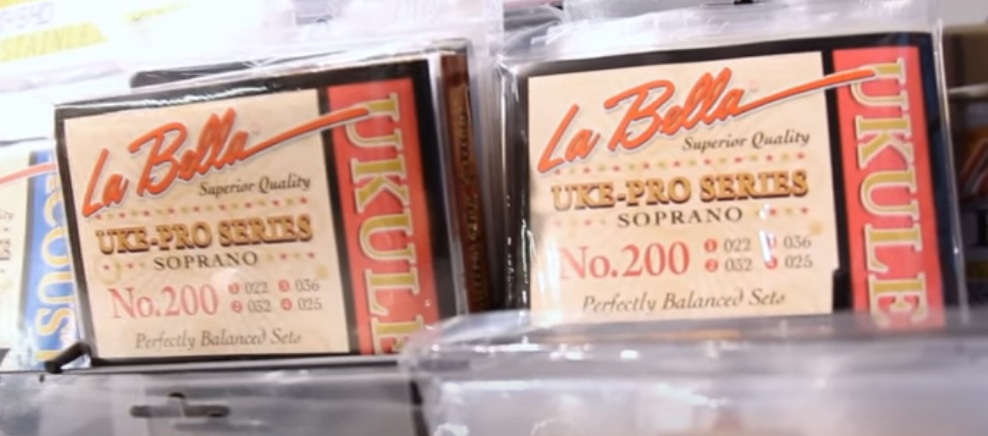 La Bella
Superior Quality
UKE-PRO SERIES
SOPRANO
No.200
1 022 3 036
2 032 4 025
Perfectly Balanced Sets
UKULELE
La Bella
Superior Quality
UKE-PRO SERIES
SOPRANO
No.200
1 022 3 036
2 032 4 025
Perfectly Balanced Sets
UKULELE